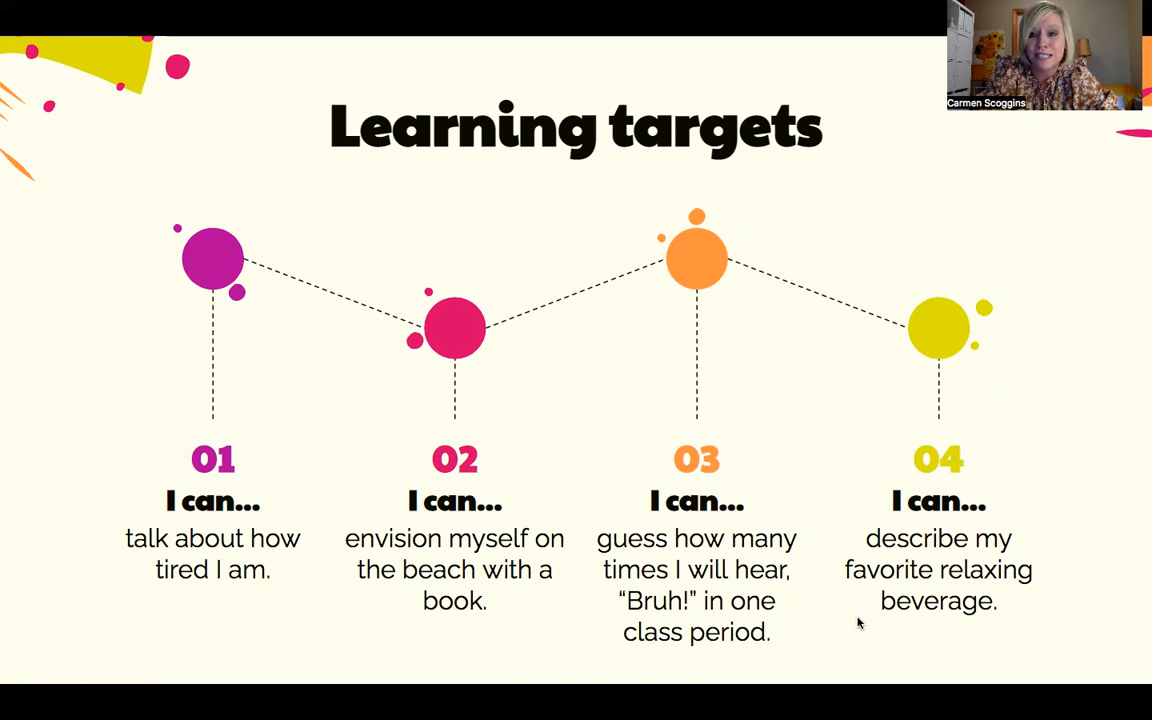 Carmen Scoggins
Learning targets
01
I can...
talk about how
tired I am.
02
I can...
envision myself on
the beach with a
book.
03
I can...
guess how many
times I will hear,
“Bruh!” in one
class period.
04
I can...
describe my
favorite relaxing
beverage.